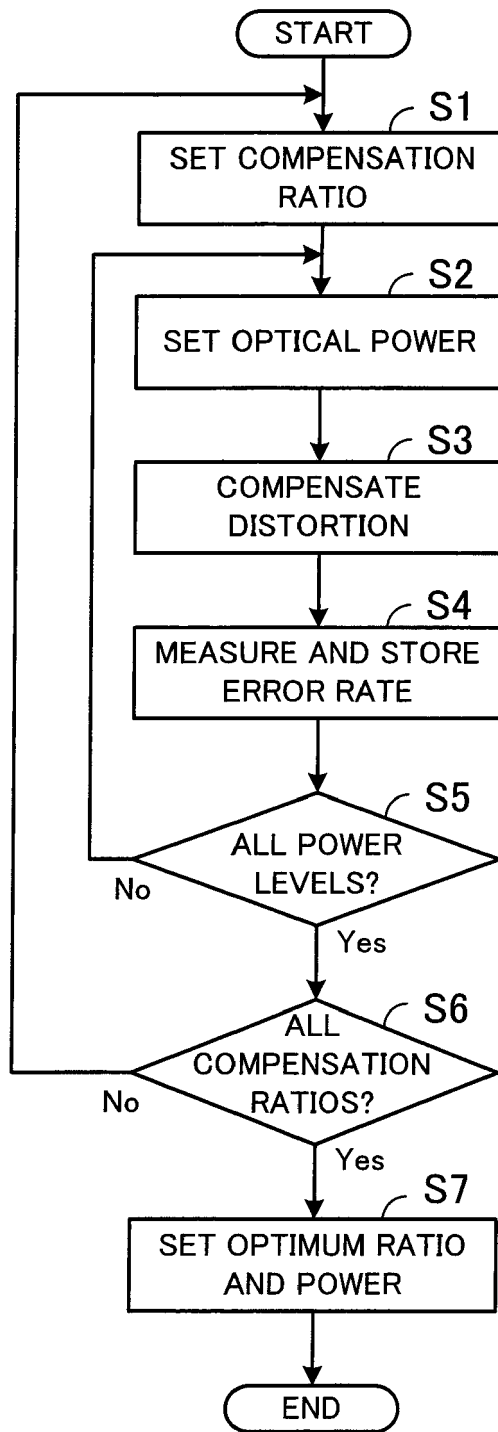 START
S1
SET COMPENSATION
RATIO
S2
SET OPTICAL POWER
S3
COMPENSATE
DISTORTION
S4
MEASURE AND STORE
ERROR RATE
S5
ALL POWER
LEVELS?
No
Yes
S6
ALL
COMPENSATION
RATIOS?
No
Yes
S7
SET OPTIMUM RATIO
AND POWER
END